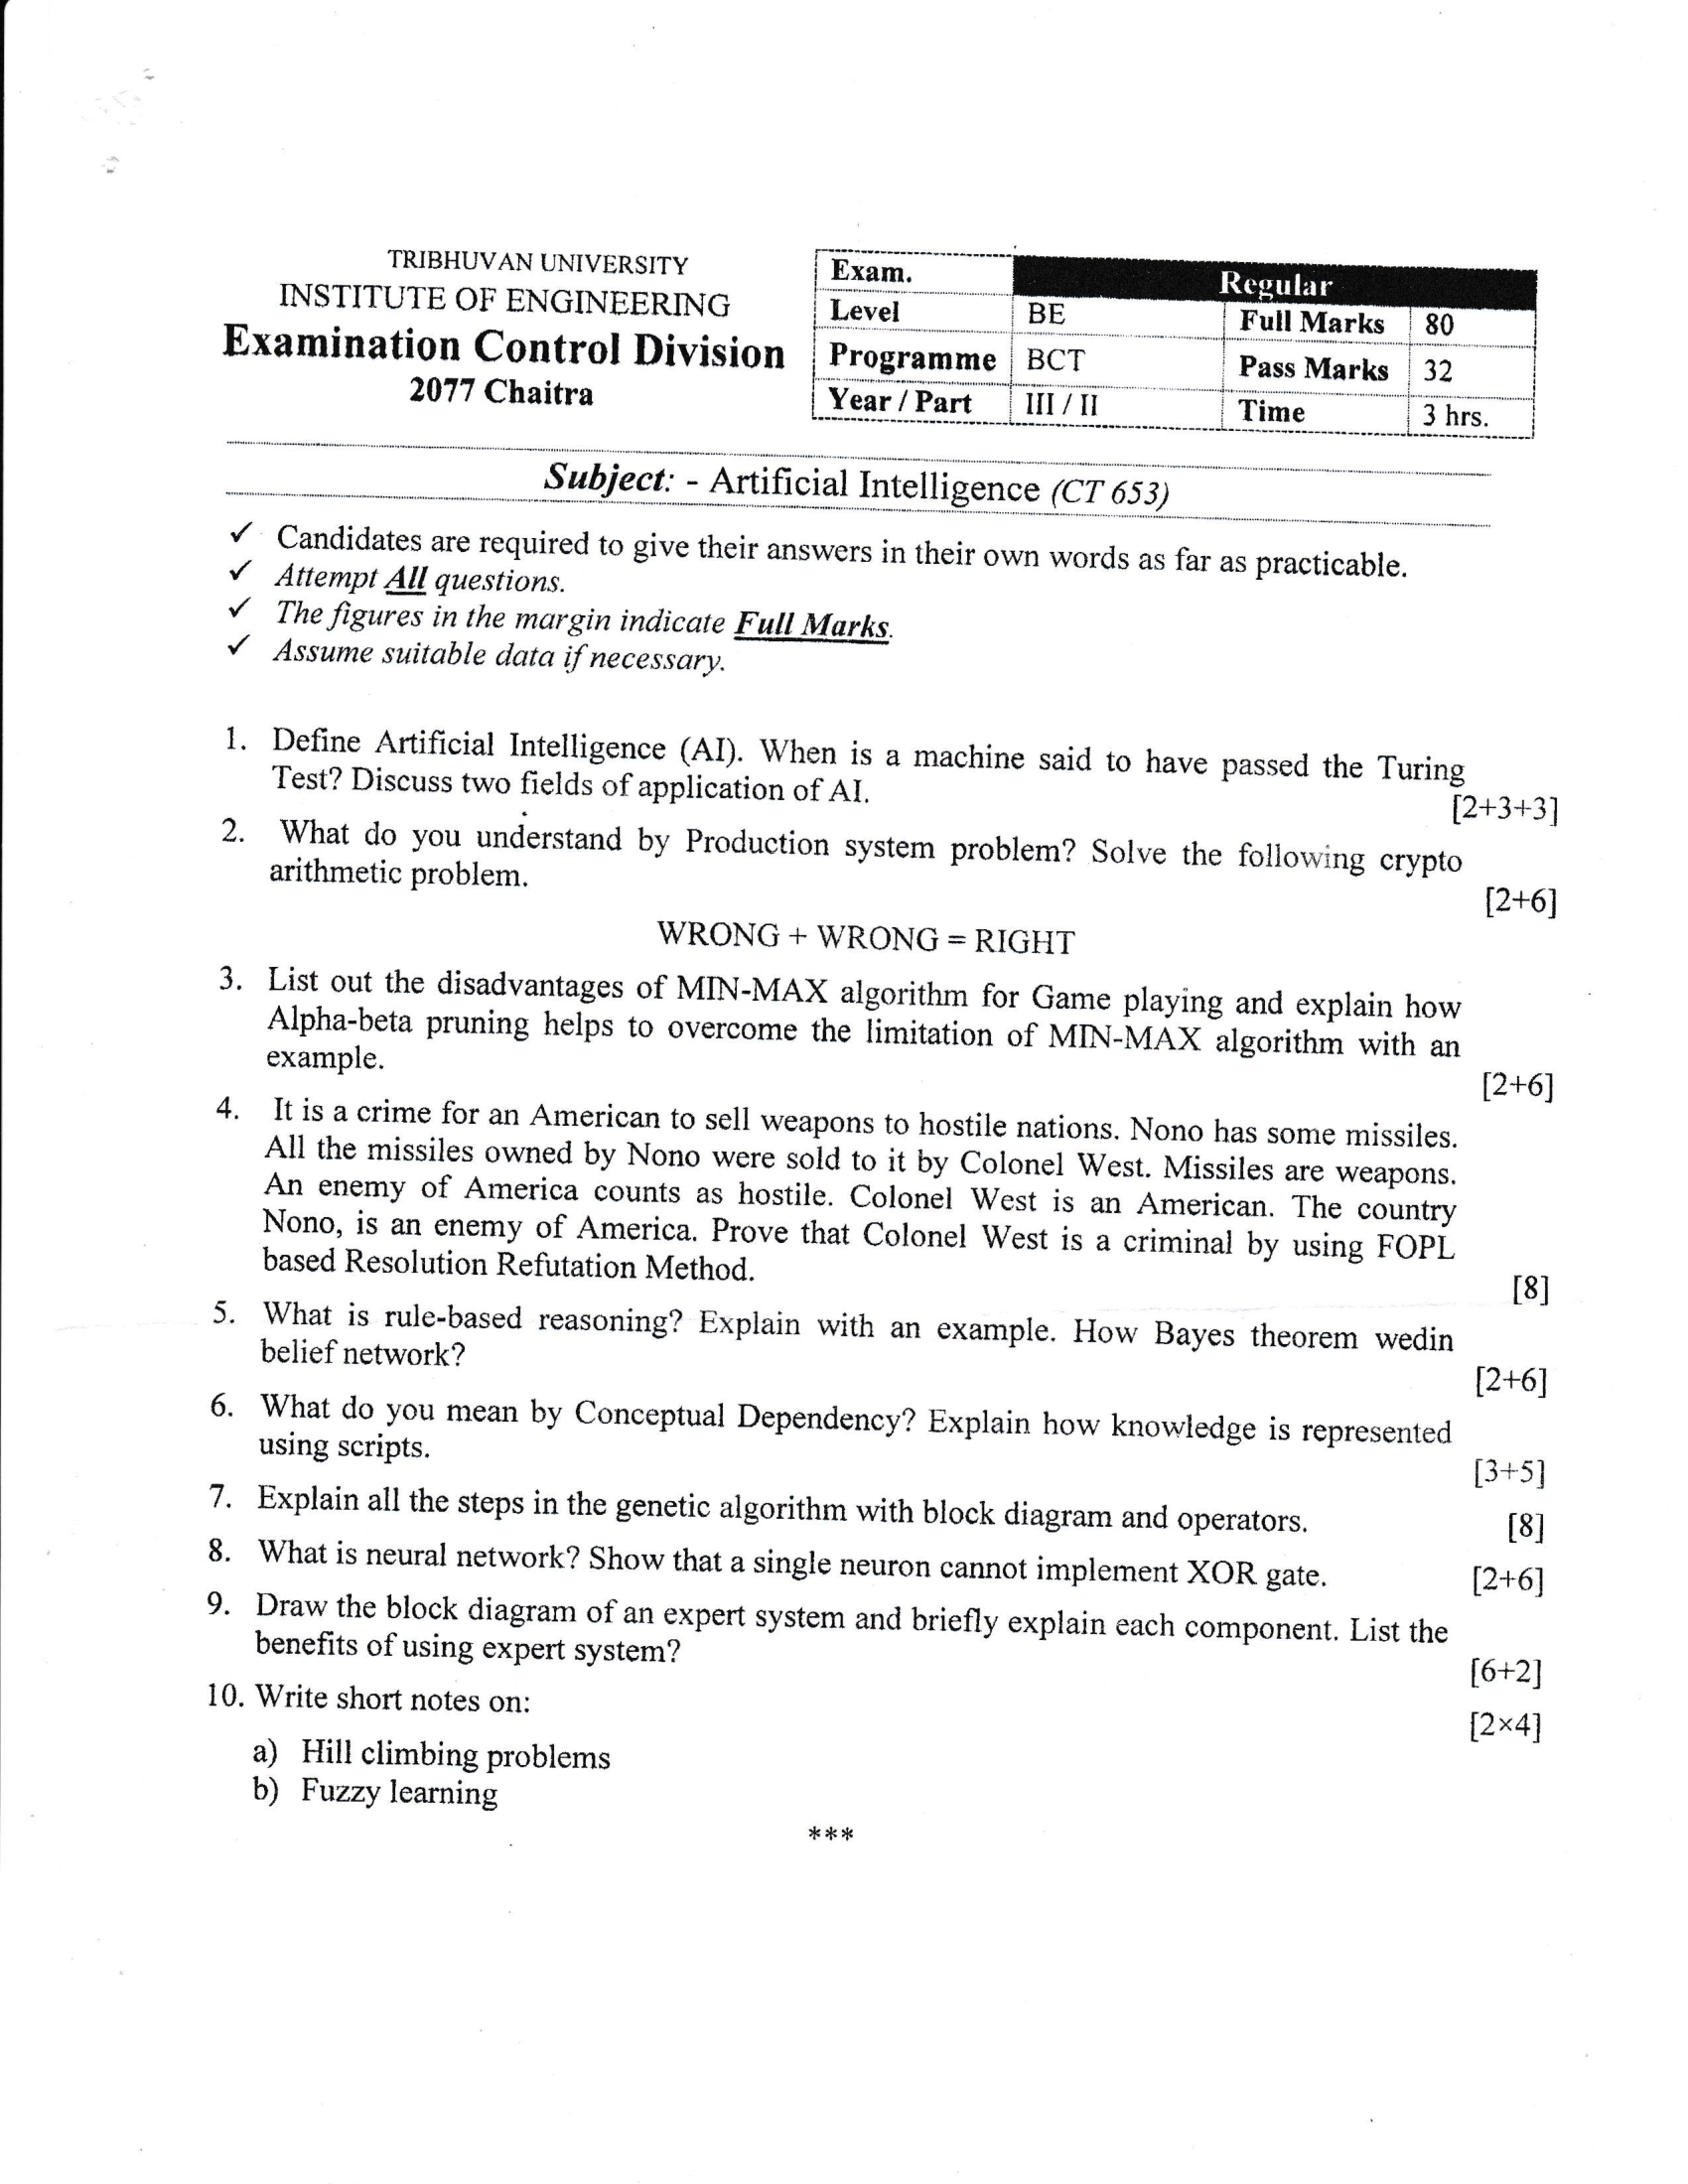 TRIBHUVAN UNIVERSITY
INSTITUTE OF ENGINEERING
Examination Control Division
2077 Chaitra
Exam. Regular
Level BE Full Marks 80
Programme BCT Pass Marks 32
Year / Part III / II Time 3 hrs.
Subject: - Artificial Intelligence (CT 653)
✓ Candidates are required to give their answers in their own words as far as practicable.
✓ Attempt All questions.
✓ The figures in the margin indicate Full Marks.
✓ Assume suitable data if necessary.
1. Define Artificial Intelligence (AI). When is a machine said to have passed the Turing
Test? Discuss two fields of application of AI. [2+3+3]
2. What do you understand by Production system problem? Solve the following crypto
arithmetic problem. [2+6]
WRONG + WRONG = RIGHT
3. List out the disadvantages of MIN-MAX algorithm for Game playing and explain how
Alpha-beta pruning helps to overcome the limitation of MIN-MAX algorithm with an
example. [2+6]
4. It is a crime for an American to sell weapons to hostile nations. Nono has some missiles.
All the missiles owned by Nono were sold to it by Colonel West. Missiles are weapons.
An enemy of America counts as hostile. Colonel West is an American. The country
Nono, is an enemy of America. Prove that Colonel West is a criminal by using FOPL
based Resolution Refutation Method. [8]
5. What is rule-based reasoning? Explain with an example. How Bayes theorem wedin
belief network? [2+6]
6. What do you mean by Conceptual Dependency? Explain how knowledge is represented
using scripts. [3+5]
7. Explain all the steps in the genetic algorithm with block diagram and operators. [8]
8. What is neural network? Show that a single neuron cannot implement XOR gate. [2+6]
9. Draw the block diagram of an expert system and briefly explain each component. List the
benefits of using expert system? [6+2]
10. Write short notes on: [2×4]
a) Hill climbing problems
b) Fuzzy learning
***